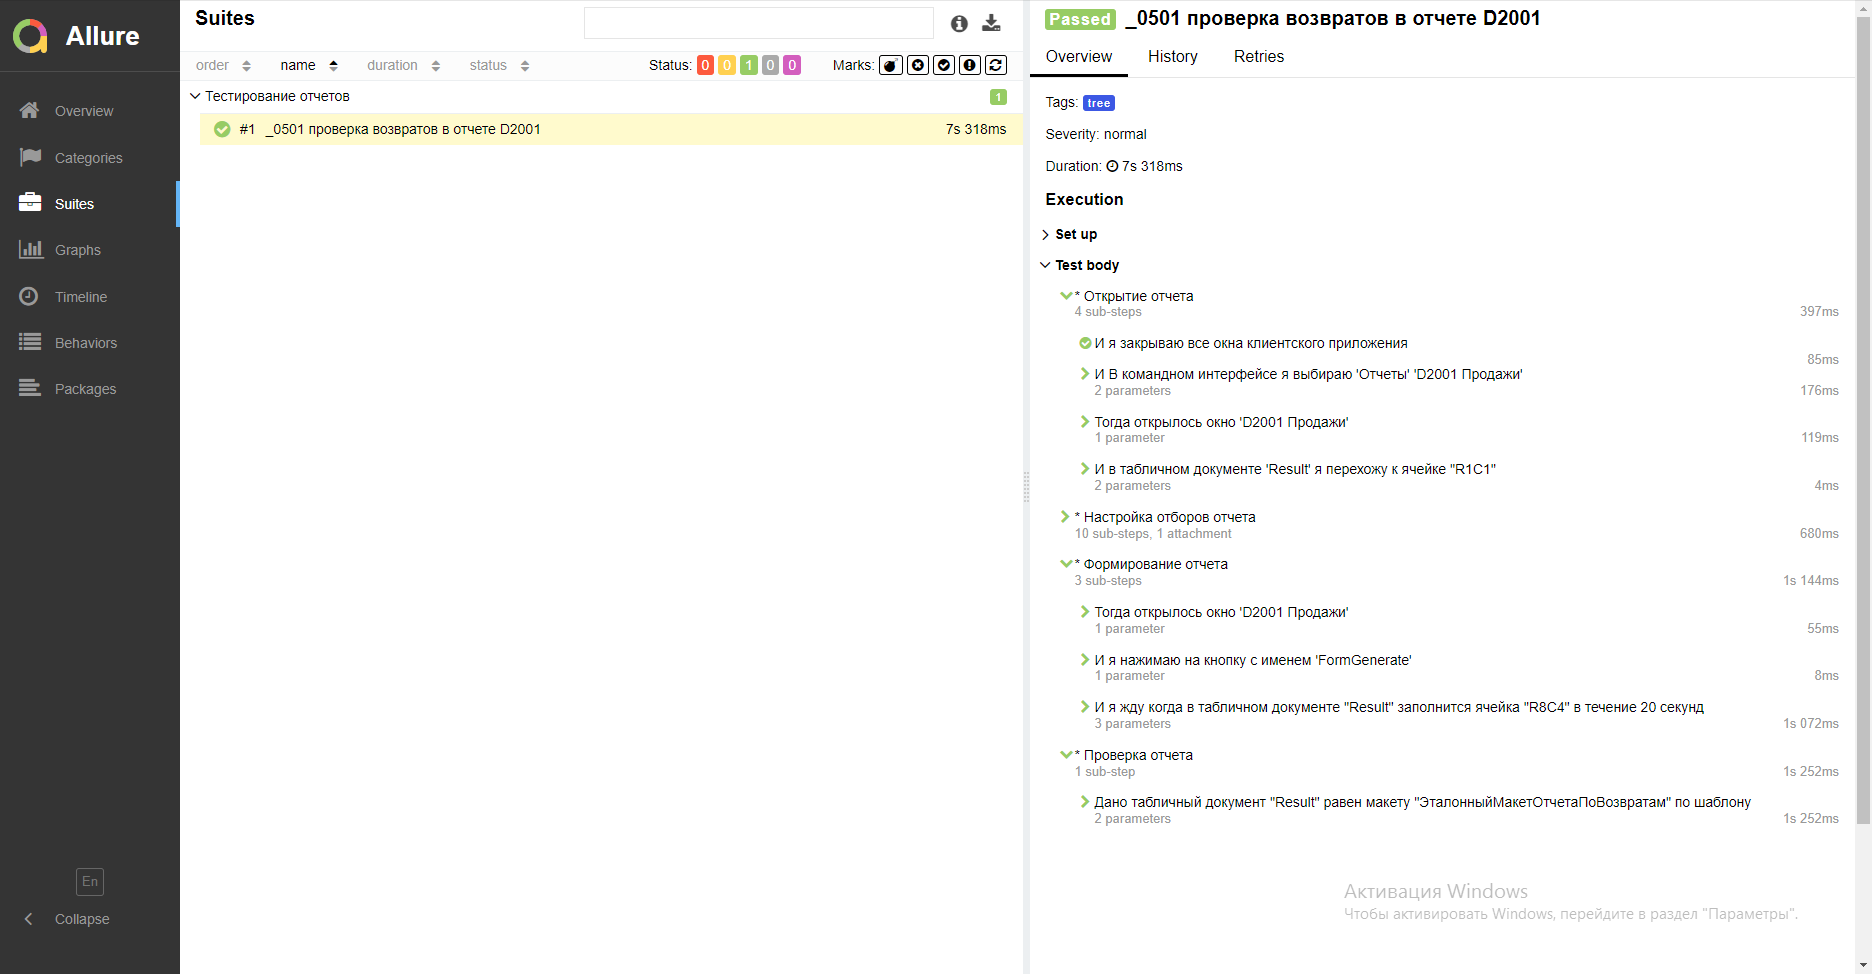 Allure
Overview
Categories
Suites
Graphs
Timeline
Behaviors
Packages
En
Collapse
Suites
order name duration status Status: 0 0 1 0 0 Marks:
Тестирование отчетов 1
#1 _0501 проверка возвратов в отчете D2001 7s 318ms
Passed _0501 проверка возвратов в отчете D2001
Overview History Retries
Tags: tree
Severity: normal
Duration: 7s 318ms
Execution
Set up
Test body
* Открытие отчета
4 sub-steps 397ms
И я закрываю все окна клиентского приложения
85ms
И В командном интерфейсе я выбираю 'Отчеты' 'D2001 Продажи'
2 parameters 176ms
Тогда открылось окно 'D2001 Продажи'
1 parameter 119ms
И в табличном документе 'Result' я перехожу к ячейке "R1C1"
2 parameters 4ms
* Настройка отборов отчета
10 sub-steps, 1 attachment 680ms
* Формирование отчета
3 sub-steps 1s 144ms
Тогда открылось окно 'D2001 Продажи'
1 parameter 55ms
И я нажимаю на кнопку с именем 'FormGenerate'
1 parameter 8ms
И я жду когда в табличном документе "Result" заполнится ячейка "R8C4" в течение 20 секунд
3 parameters 1s 072ms
* Проверка отчета
1 sub-step 1s 252ms
Дано табличный документ "Result" равен макету "ЭталонныйМакетОтчетаПоВозвратам" по шаблону
2 parameters 1s 252ms
Активация Windows
Чтобы активировать Windows, перейдите в раздел "Параметры".